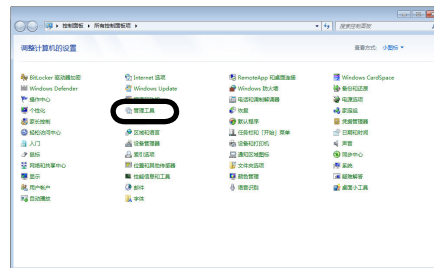 控制面板 ▸ 所有控制面板项 ▸
搜索控制面板
调整计算机的设置
查看方式: 小图标 ▾
BitLocker 驱动器加密
Internet 选项
RemoteApp 和桌面连接
Windows CardSpace
Windows Defender
Windows Update
Windows 防火墙
备份和还原
操作中心
电话和调制解调器
电源选项
个性化
管理工具
恢复
家庭组
家长控制
默认程序
凭据管理器
轻松访问中心
区域和语言
任务栏和「开始」菜单
日期和时间
入门
设备管理器
设备和打印机
声音
鼠标
索引选项
通知区域图标
同步中心
网络和共享中心
位置和其他传感器
文件夹选项
系统
显示
性能信息和工具
颜色管理
疑难解答
用户帐户
邮件
语音识别
桌面小工具
自动播放
字体